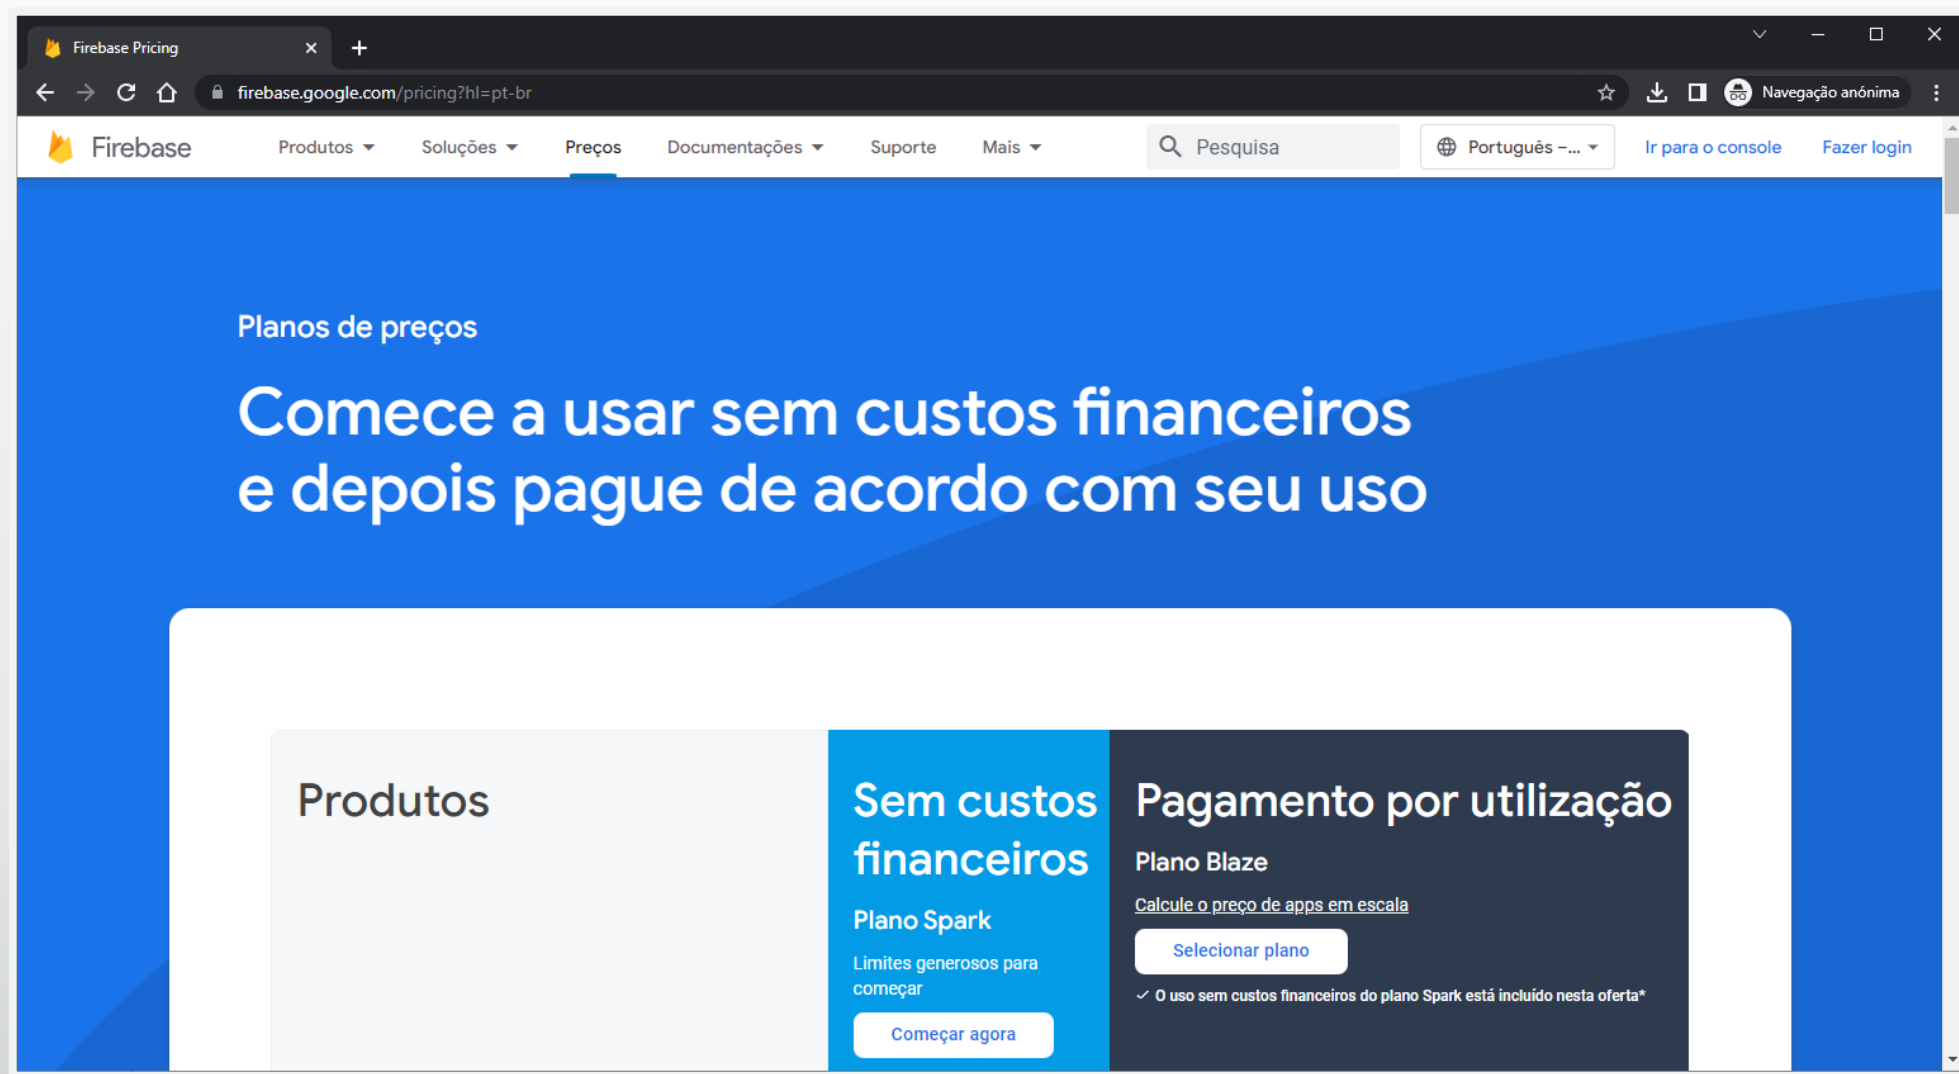 Firebase Pricing
firebase.google.com/pricing?hl=pt-br
Navegação anónima
Firebase
Produtos
Soluções
Preços
Documentações
Suporte
Mais
Pesquisa
Português –...
Ir para o console
Fazer login
Planos de preços
Comece a usar sem custos financeiros
e depois pague de acordo com seu uso
Produtos
Sem custos
financeiros
Plano Spark
Limites generosos para
começar
Começar agora
Pagamento por utilização
Plano Blaze
Calcule o preço de apps em escala
Selecionar plano
✓ O uso sem custos financeiros do plano Spark está incluído nesta oferta*